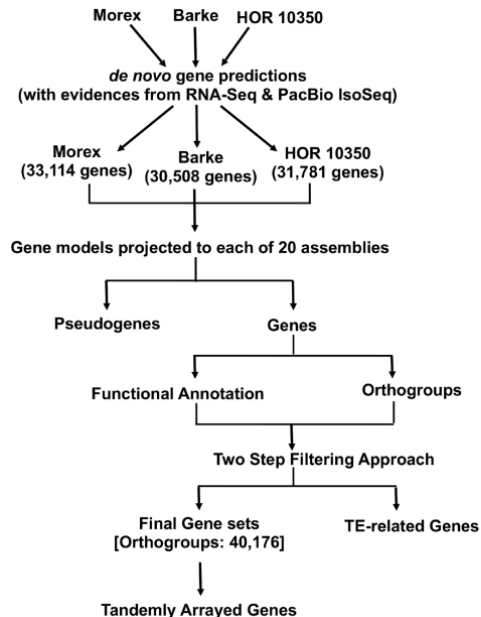 Morex Barke HOR 10350
de novo gene predictions
(with evidences from RNA-Seq & PacBio IsoSeq)
Morex Barke HOR 10350
(33,114 genes) (30,508 genes) (31,781 genes)
Gene models projected to each of 20 assemblies
Pseudogenes Genes
Functional Annotation Orthogroups
Two Step Filtering Approach
Final Gene sets TE-related Genes
[Orthogroups: 40,176]
Tandemly Arrayed Genes